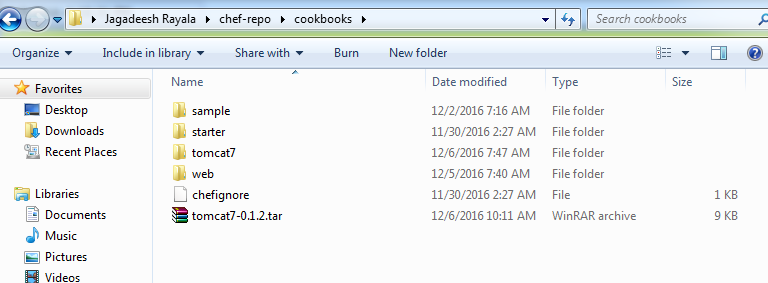 Jagadeesh Rayala chef-repo cookbooks Search cookbooks
Organize Include in library Share with Burn New folder
Name Date modified Type Size
Favorites
Desktop
Downloads
Recent Places
Libraries
Documents
Music
Pictures
Videos
sample 12/2/2016 7:16 AM File folder
starter 11/30/2016 2:27 AM File folder
tomcat7 12/6/2016 7:47 AM File folder
web 12/5/2016 7:40 AM File folder
chefignore 11/30/2016 2:27 AM File 1 KB
tomcat7-0.1.2.tar 12/6/2016 10:11 AM WinRAR archive 9 KB